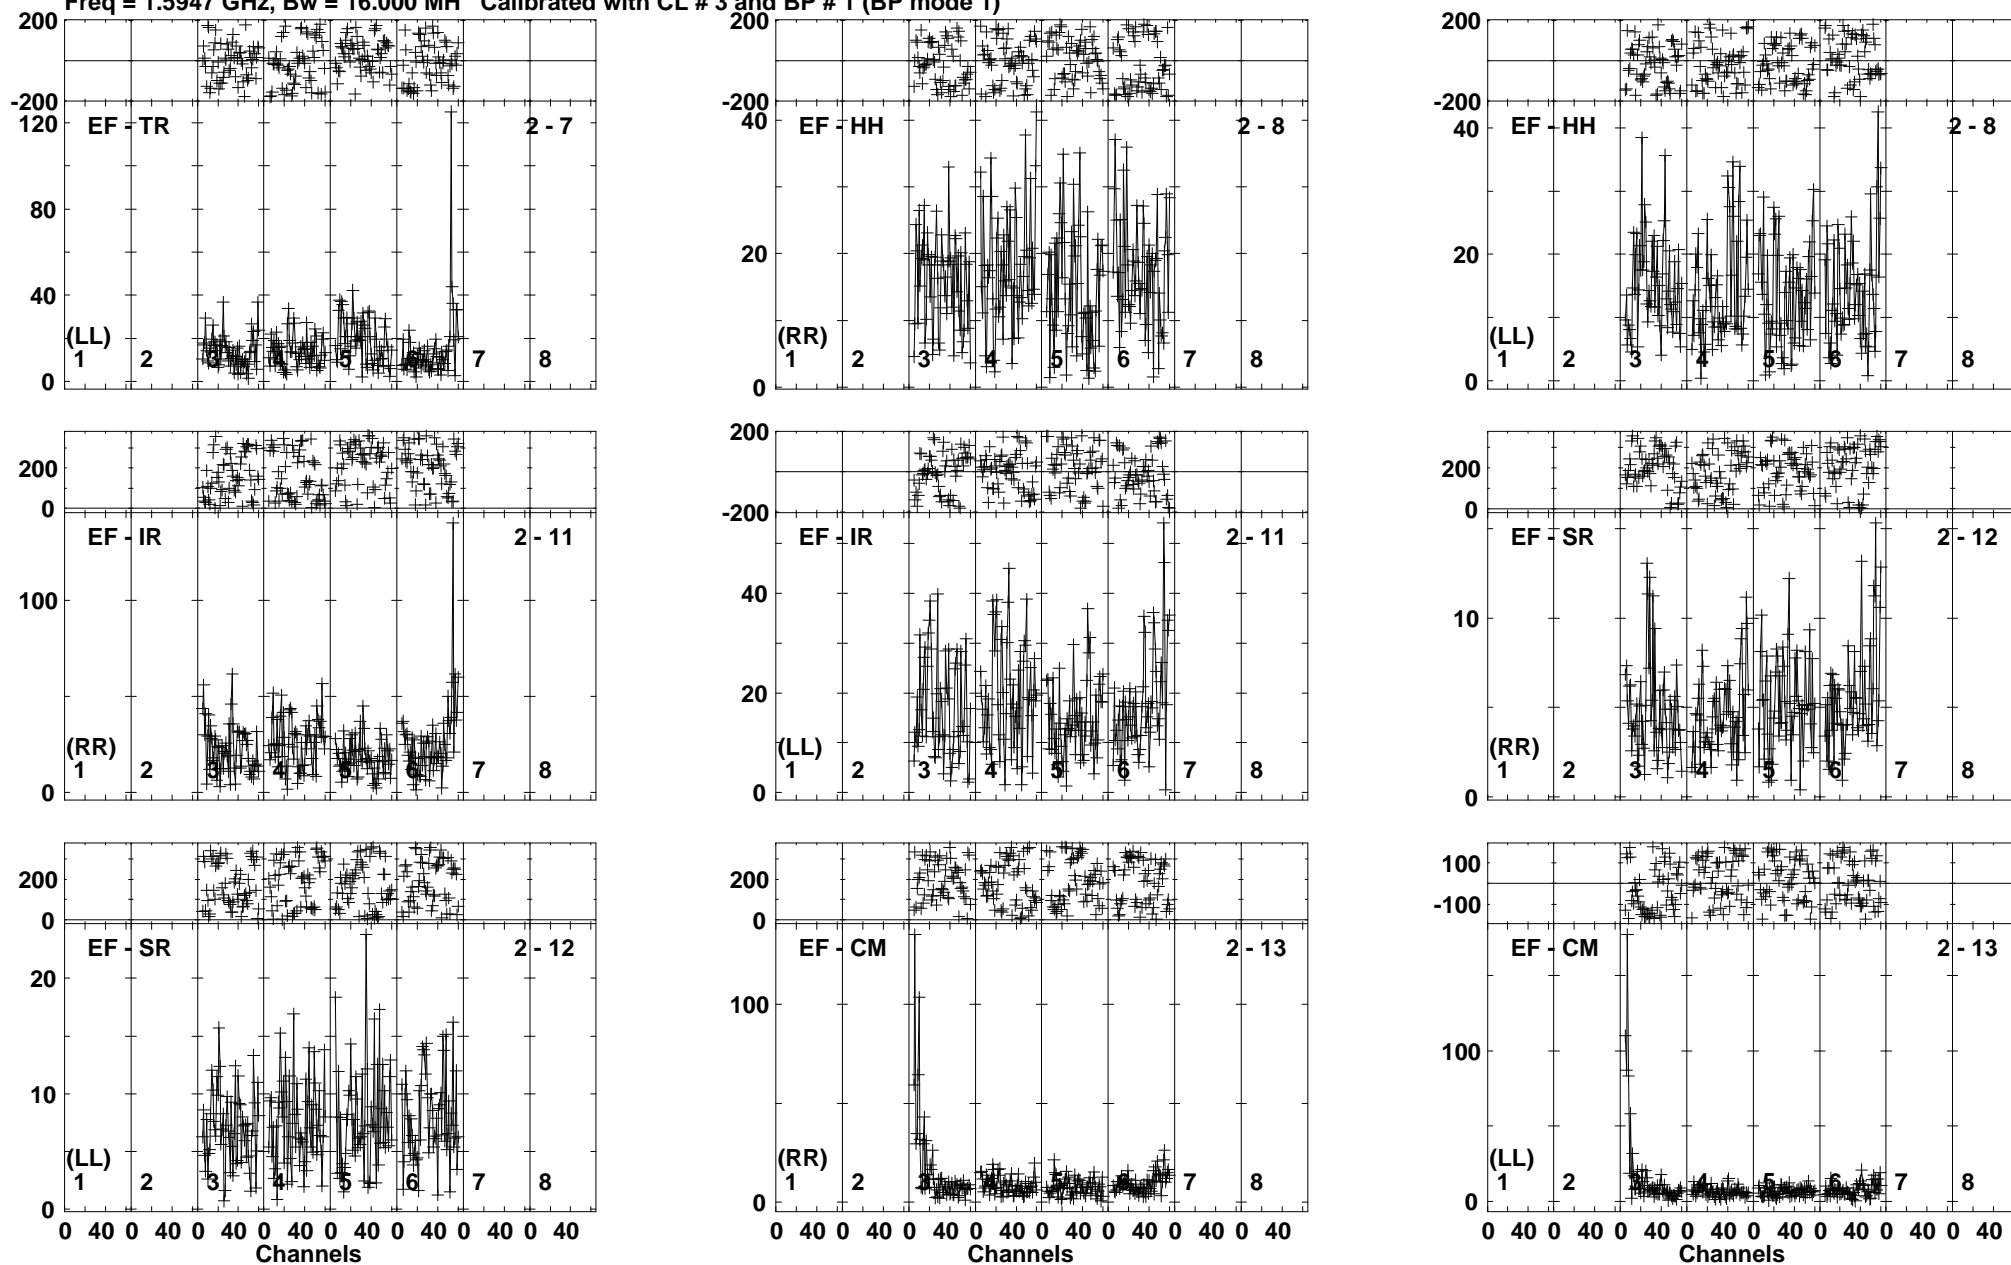 Freq = 1.5947 GHz, Bw = 16.000 MH Calibrated with CL # 3 and BP # 1 (BP mode 1)
200 200 200
-200 -200 -200
120 EF - TR 2 - 7 40 EF - HH 2 - 8 40 EF - HH 2 - 8
80
20 20
40
(LL) (RR) (LL)
1 2 3 4 5 6 7 8 1 2 3 4 5 6 7 8 1 2 3 4 5 6 7 8
0 0 0
200
200 200
0 -200 0
EF - IR 2 - 11 EF - IR 2 - 11 EF - SR 2 - 12
100 40 10
20
(RR) (LL) (RR)
1 2 3 4 5 6 7 8 1 2 3 4 5 6 7 8 1 2 3 4 5 6 7 8
0 0 0
200 200 100
0 0 -100
EF - SR 2 - 12 EF - CM 2 - 13 EF - CM 2 - 13
20 100
10 100
(LL) (RR) (LL)
1 2 3 4 5 6 7 8 1 2 3 4 5 6 7 8 1 2 3 4 5 6 7 8
0 0 0
0 40 0 40 0 40 0 40 0 40 0 40 0 40 0 40 0 40 0 40 0 40 0 40 0 40 0 40 0 40 0 40 0 40 0 40 0 40 0 40 0 40 0 40 0 40 0 40
Channels Channels Channels